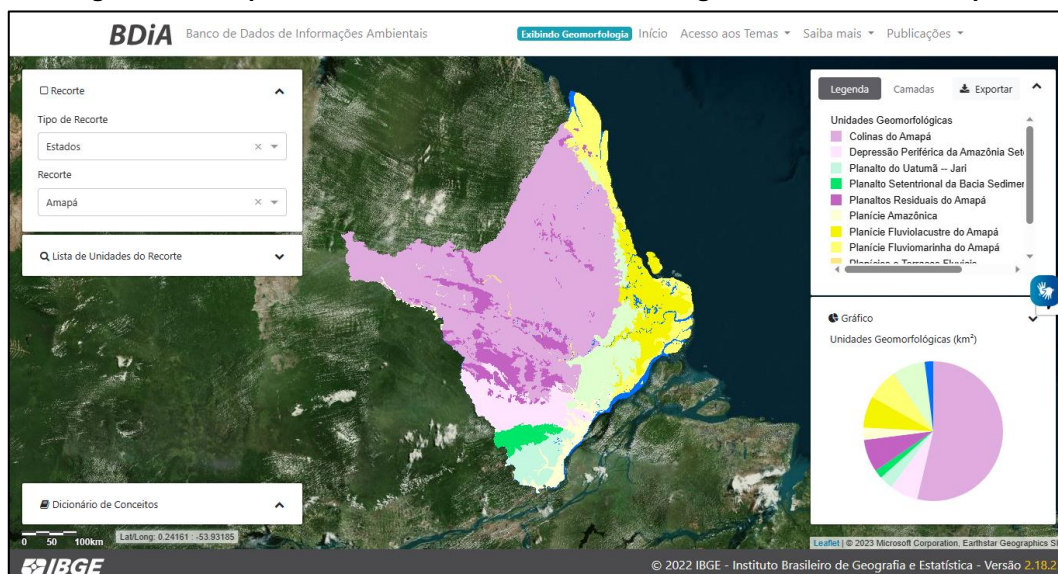 BDiA Banco de Dados de Informações Ambientais
Exibindo Geomorfologia Início Acesso aos Temas Saiba mais Publicações
Recorte
Tipo de Recorte
Estados
Recorte
Amapá
Lista de Unidades do Recorte
Dicionário de Conceitos
0 50 100km
Lat/Long: 0.24161 : -53.93185
Legenda Camadas Exportar
Unidades Geomorfológicas
Colinas do Amapá
Depressão Periférica da Amazônia Set
Planalto do Uatumã -- Jari
Planalto Setentrional da Bacia Sedimen
Planaltos Residuais do Amapá
Planície Amazônica
Planície Fluviolacustre do Amapá
Planície Fluviomarinha do Amapá
Planícies e Terraços Fluviais
Gráfico
Unidades Geomorfológicas (km²)
Leaflet | © 2023 Microsoft Corporation, Earthstar Geographics SI
IBGE
© 2022 IBGE - Instituto Brasileiro de Geografia e Estatística - Versão 2.18.2